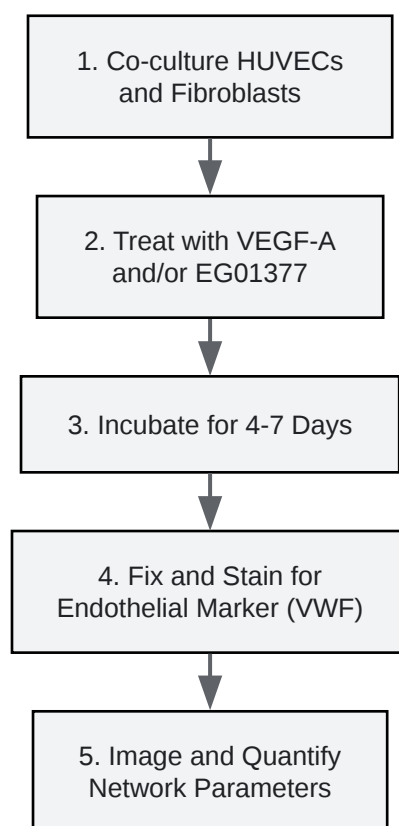 1. Co-culture HUVECs
and Fibroblasts
2. Treat with VEGF-A
and/or EG01377
3. Incubate for 4-7 Days
4. Fix and Stain for
Endothelial Marker (VWF)
5. Image and Quantify
Network Parameters